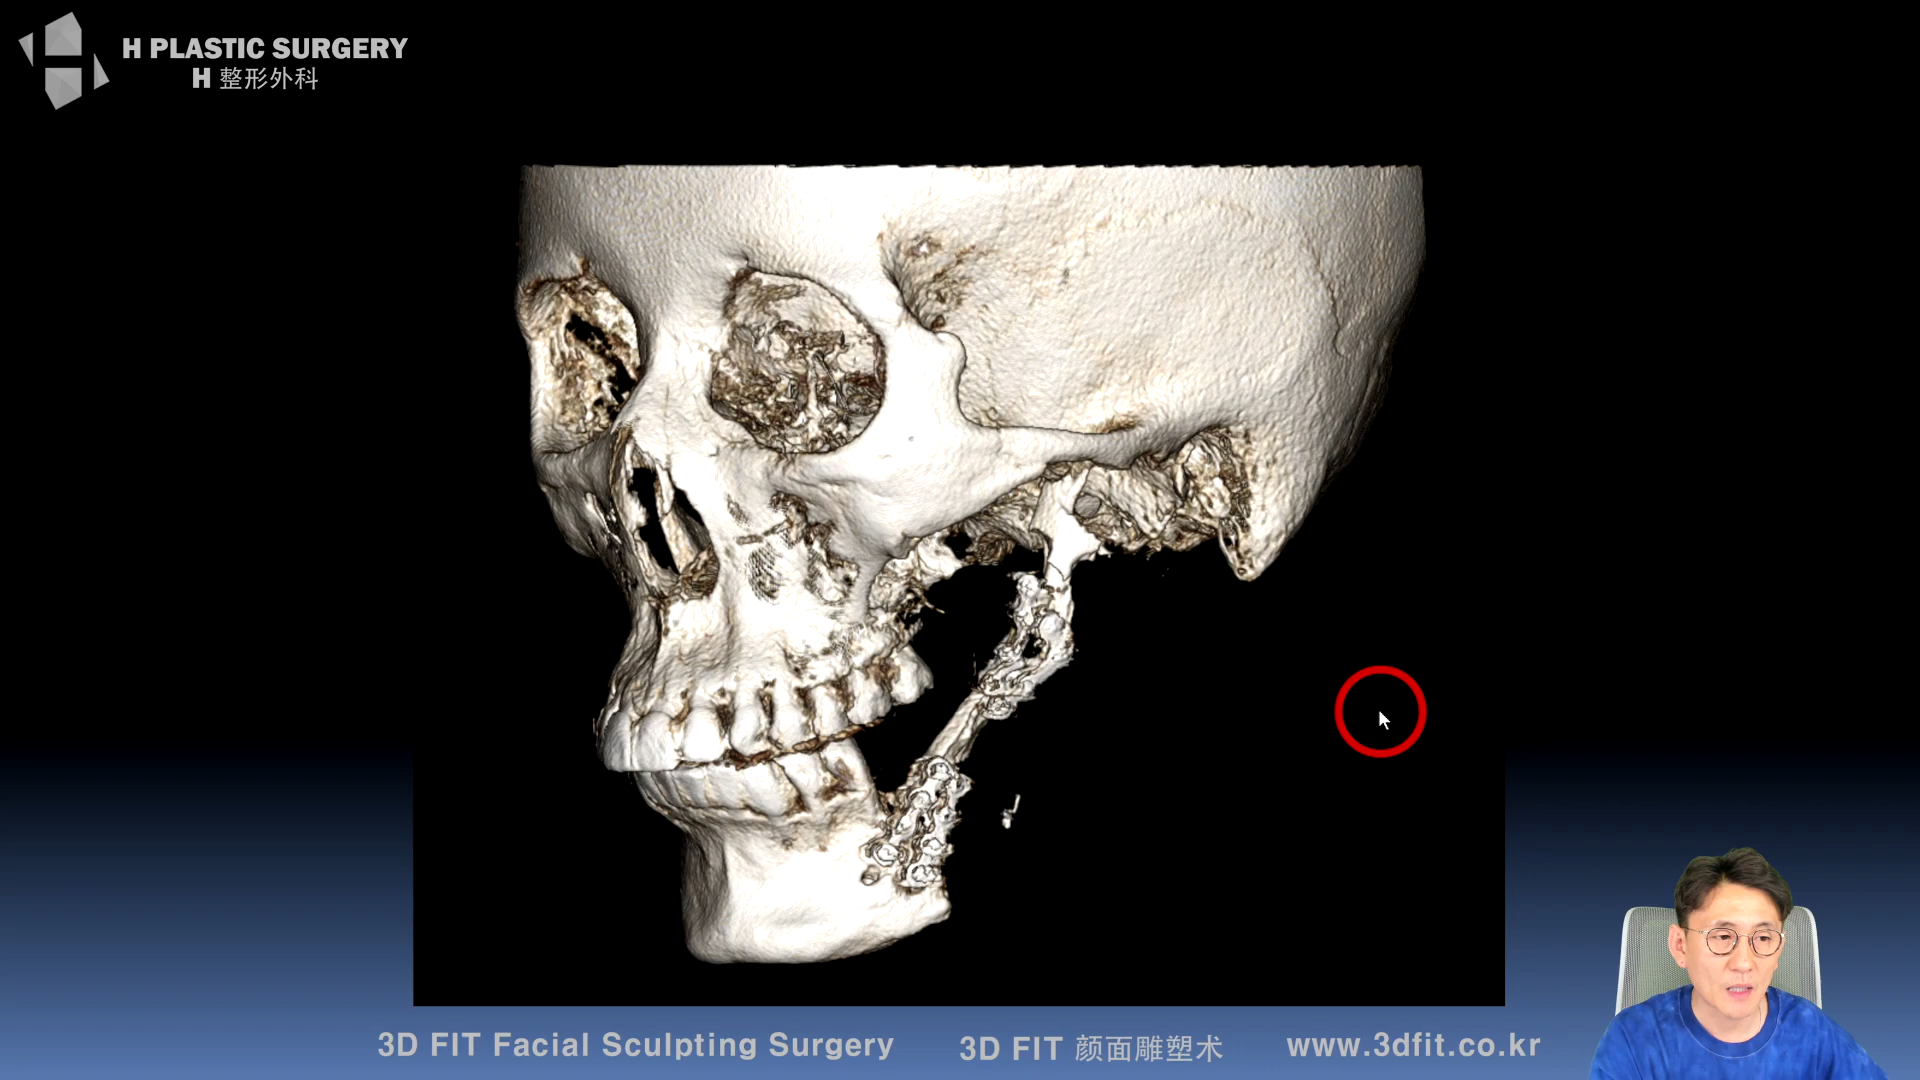 H PLASTIC SURGERY
H 整形外科
3D FIT Facial Sculpting Surgery
3D FIT 颜面雕塑术
www.3dfit.co.kr